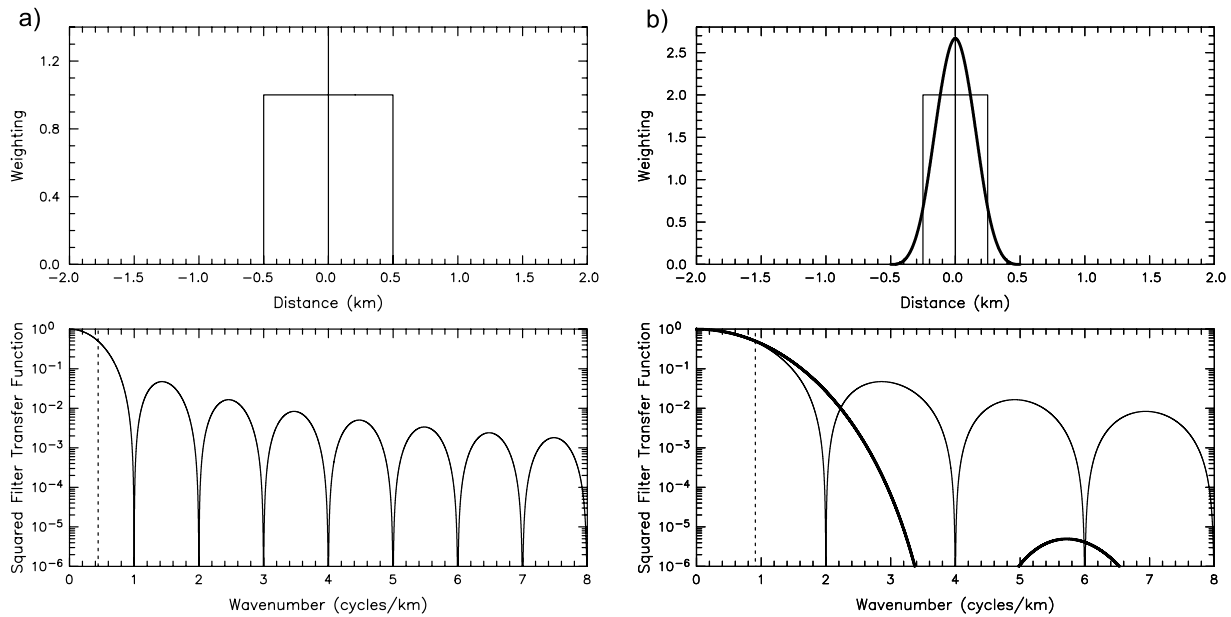 a)
Weighting
1.2
0.8
0.4
0.0
-2.0 -1.5 -1.0 -0.5 0.0 0.5 1.0 1.5 2.0
Distance (km)
Squared Filter Transfer Function
10^0
10^-1
10^-2
10^-3
10^-4
10^-5
10^-6
0 1 2 3 4 5 6 7 8
Wavenumber (cycles/km)
b)
Weighting
2.5
2.0
1.5
1.0
0.5
0.0
-2.0 -1.5 -1.0 -0.5 0.0 0.5 1.0 1.5 2.0
Distance (km)
Squared Filter Transfer Function
10^0
10^-1
10^-2
10^-3
10^-4
10^-5
10^-6
0 1 2 3 4 5 6 7 8
Wavenumber (cycles/km)